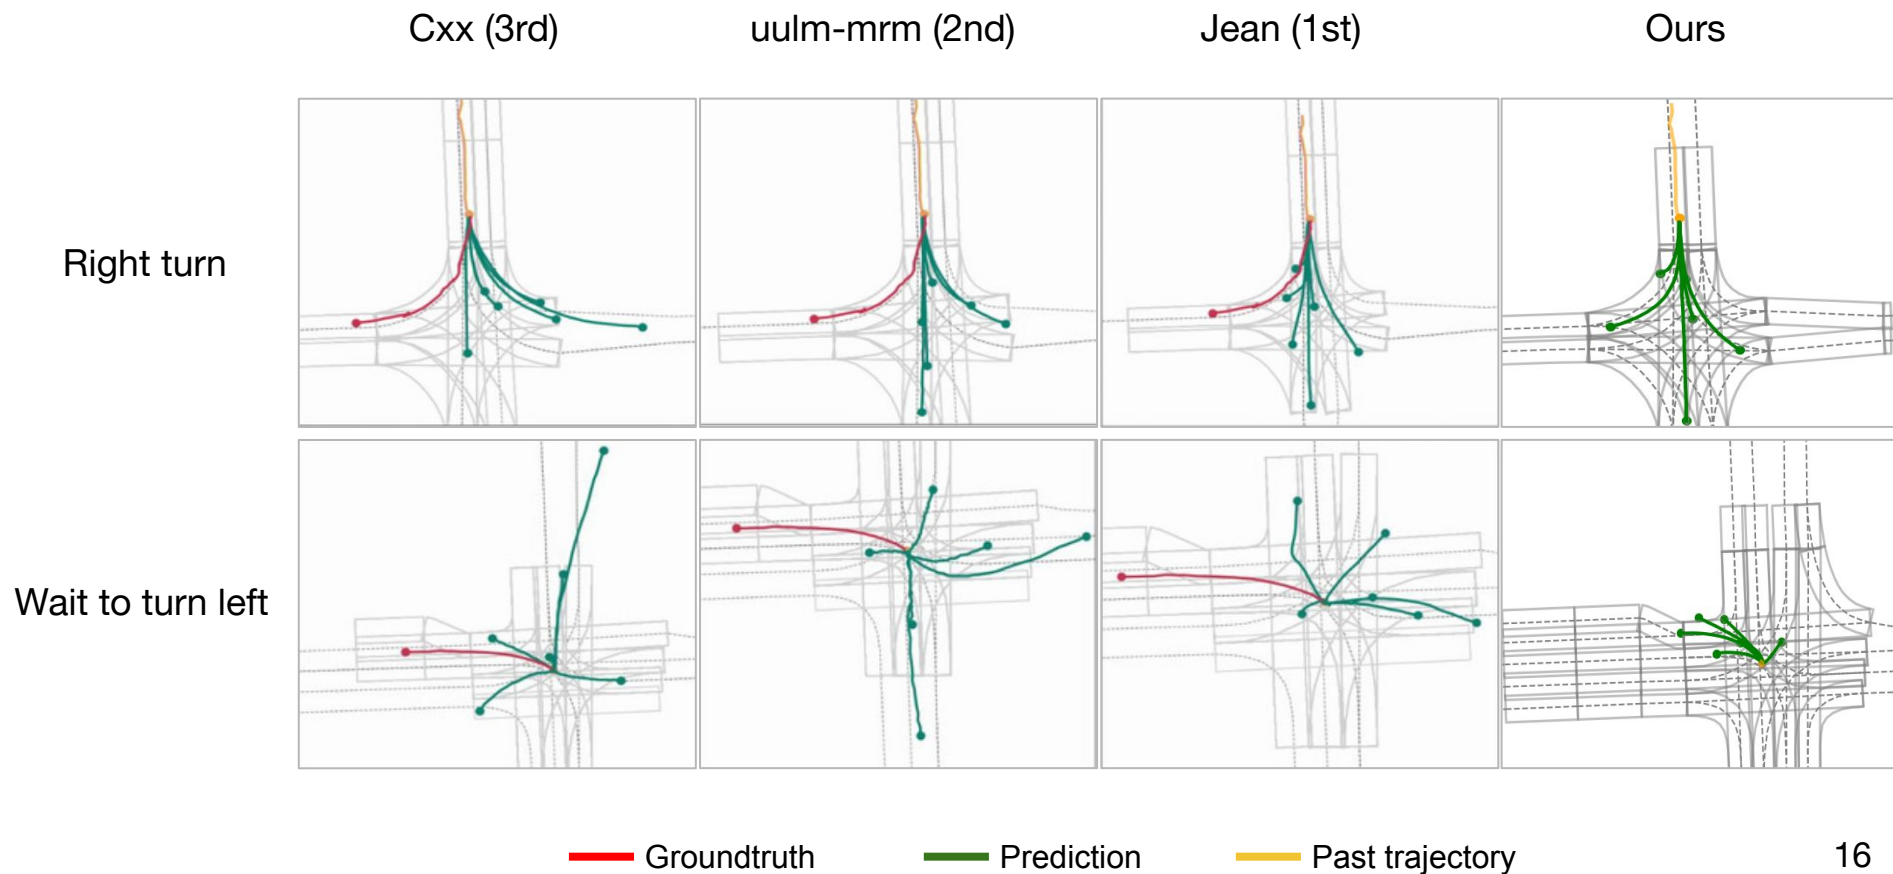 Cxx (3rd)
uulm-mrm (2nd)
Jean (1st)
Ours
Right turn
Wait to turn left
Groundtruth
Prediction
Past trajectory
16